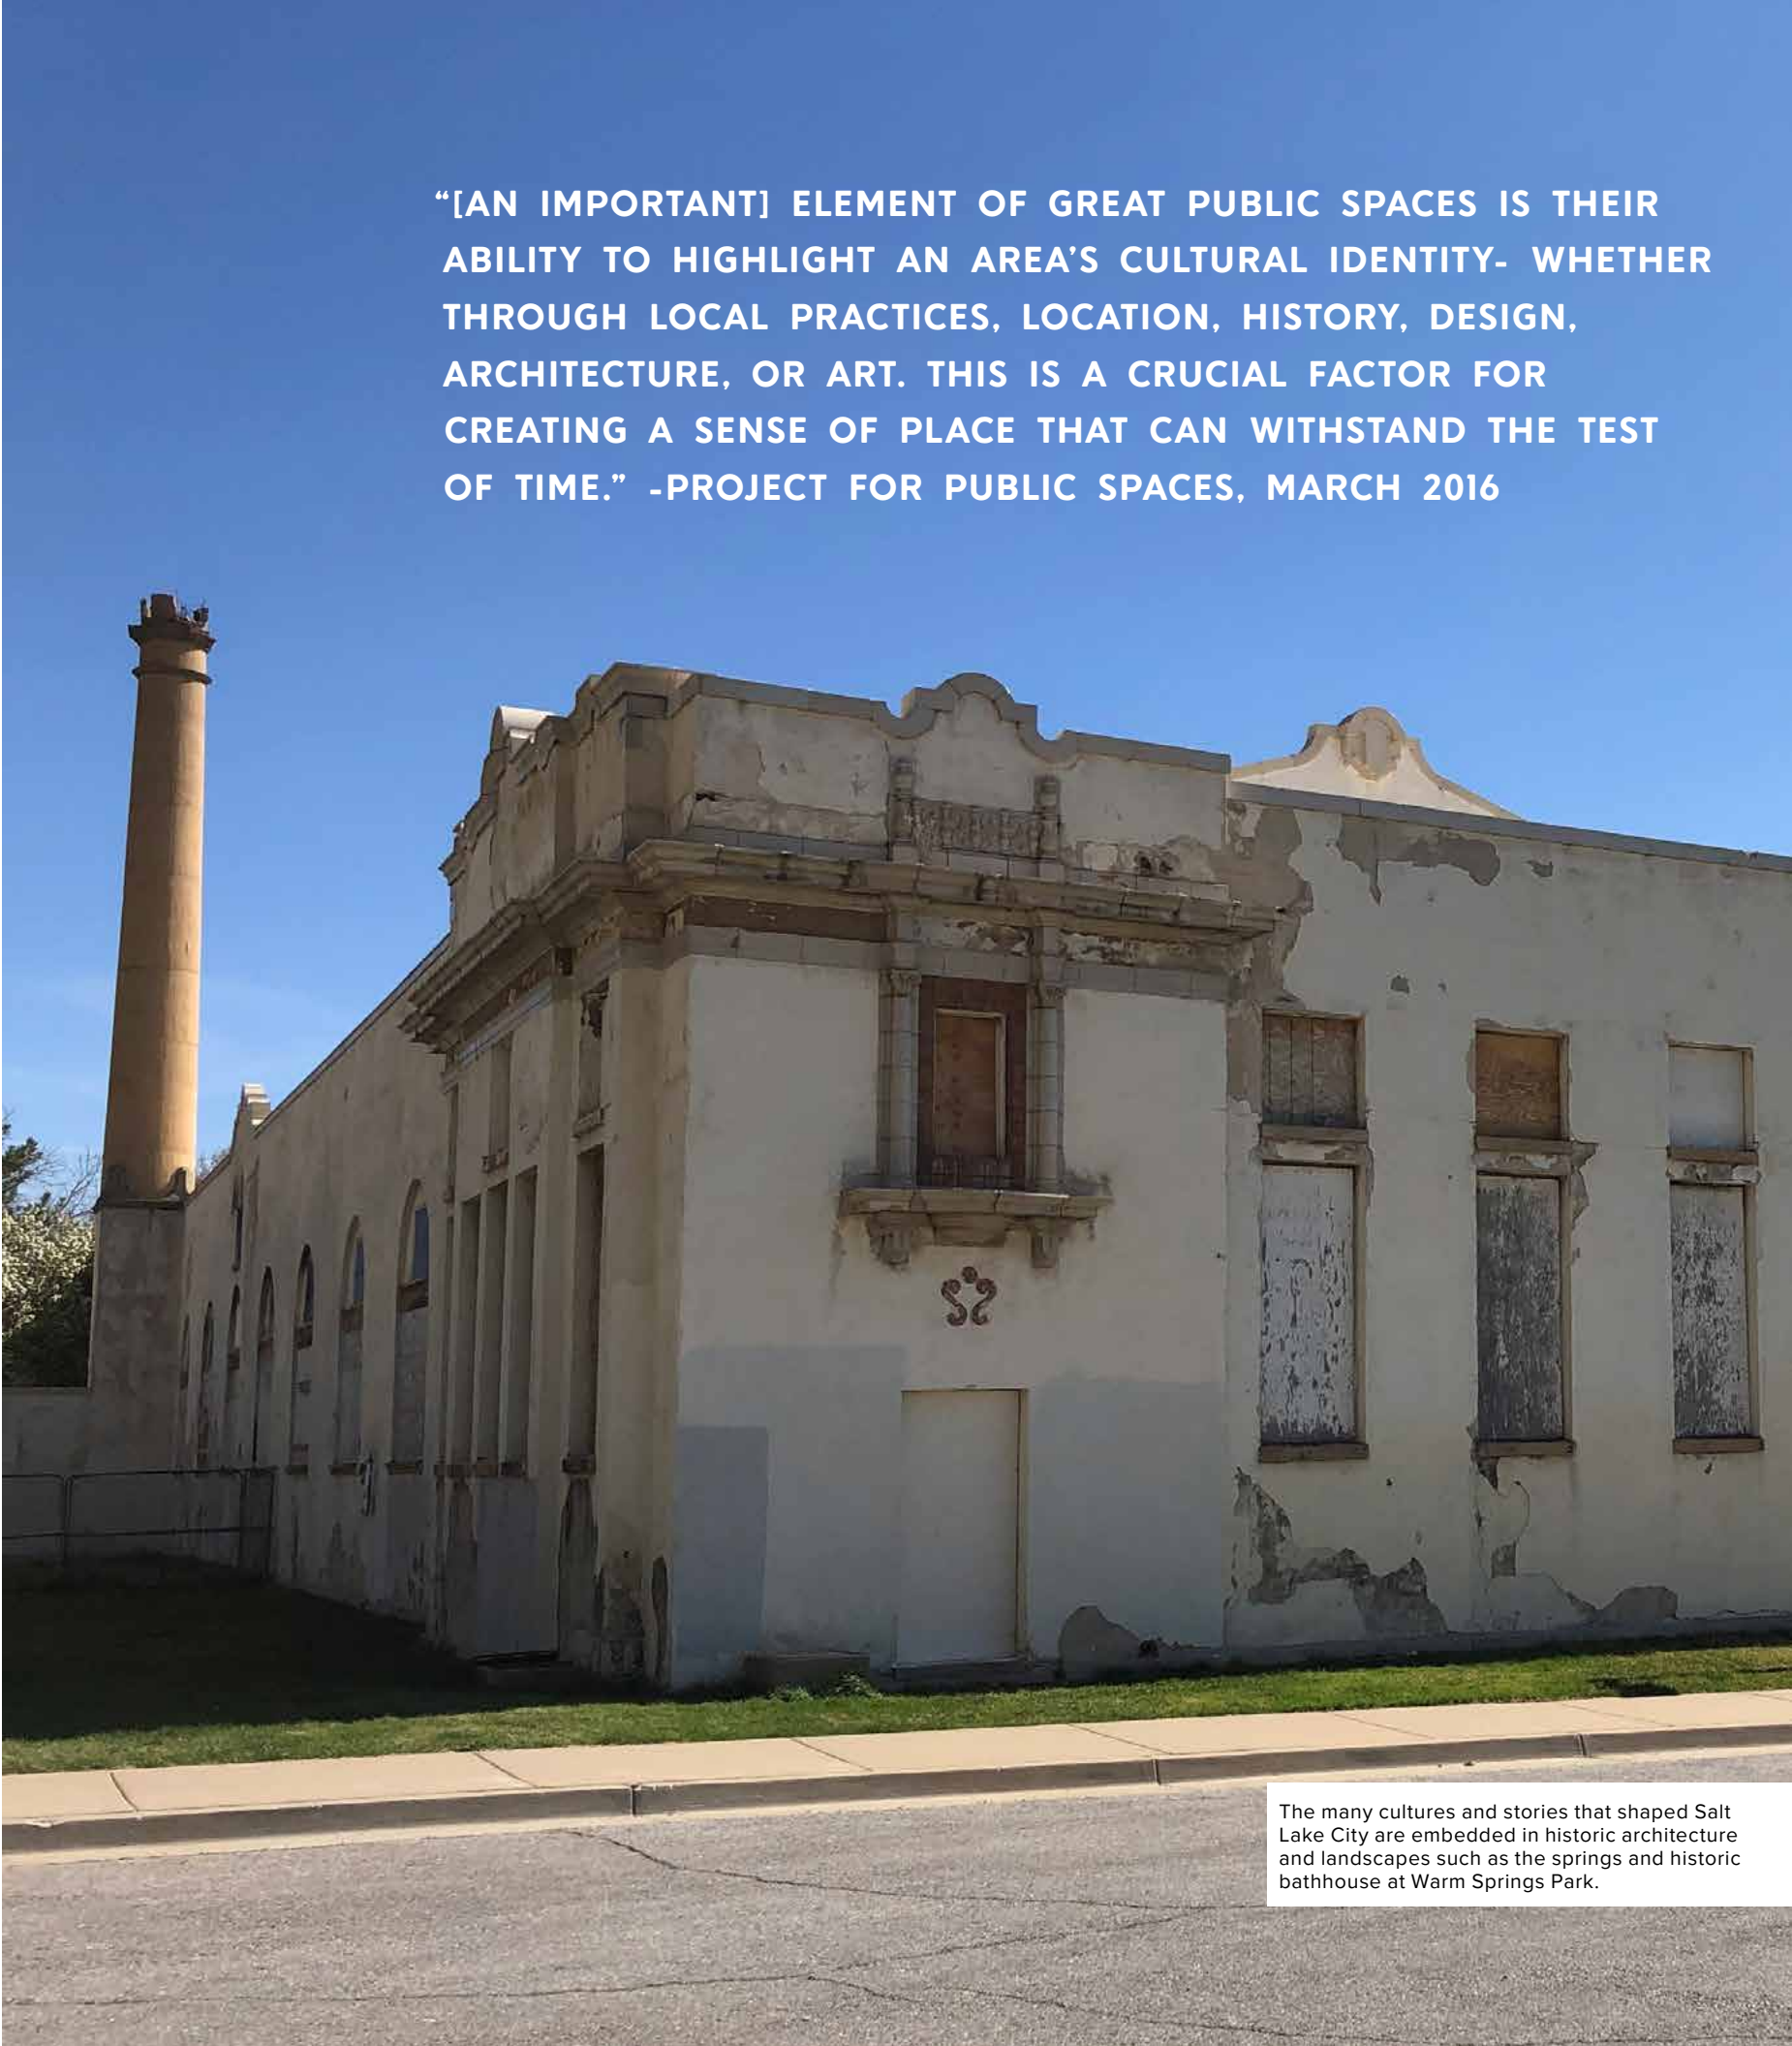 “[AN IMPORTANT] ELEMENT OF GREAT PUBLIC SPACES IS THEIR
ABILITY TO HIGHLIGHT AN AREA’S CULTURAL IDENTITY- WHETHER
THROUGH LOCAL PRACTICES, LOCATION, HISTORY, DESIGN,
ARCHITECTURE, OR ART. THIS IS A CRUCIAL FACTOR FOR
CREATING A SENSE OF PLACE THAT CAN WITHSTAND THE TEST
OF TIME.” -PROJECT FOR PUBLIC SPACES, MARCH 2016
The many cultures and stories that shaped Salt
Lake City are embedded in historic architecture
and landscapes such as the springs and historic
bathhouse at Warm Springs Park.